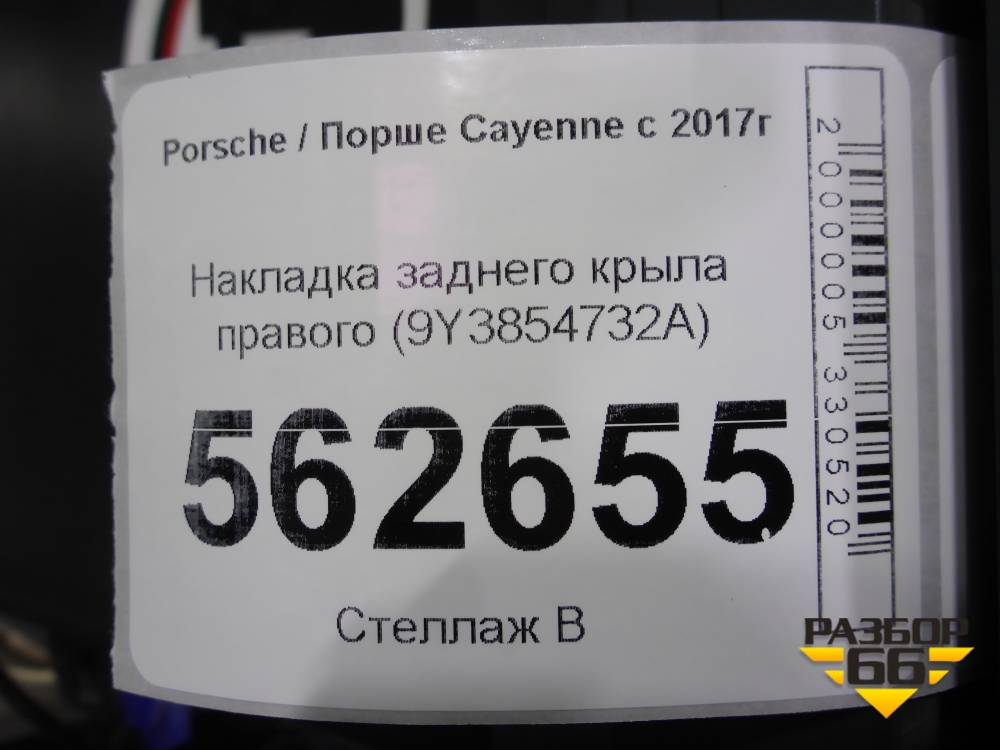 Porsche / Порше Cayenne с 2017г
Накладка заднего крыла
правого (9Y3854732A)
562655
Стеллаж В
2000005330520
РАЗБОР
66